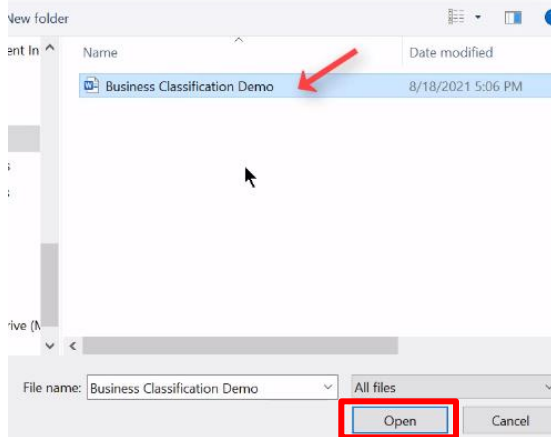 New folder
ent In
Name
Date modified
Business Classification Demo
8/18/2021 5:06 PM
s
s
rive (N
File name: Business Classification Demo
All files
Open
Cancel